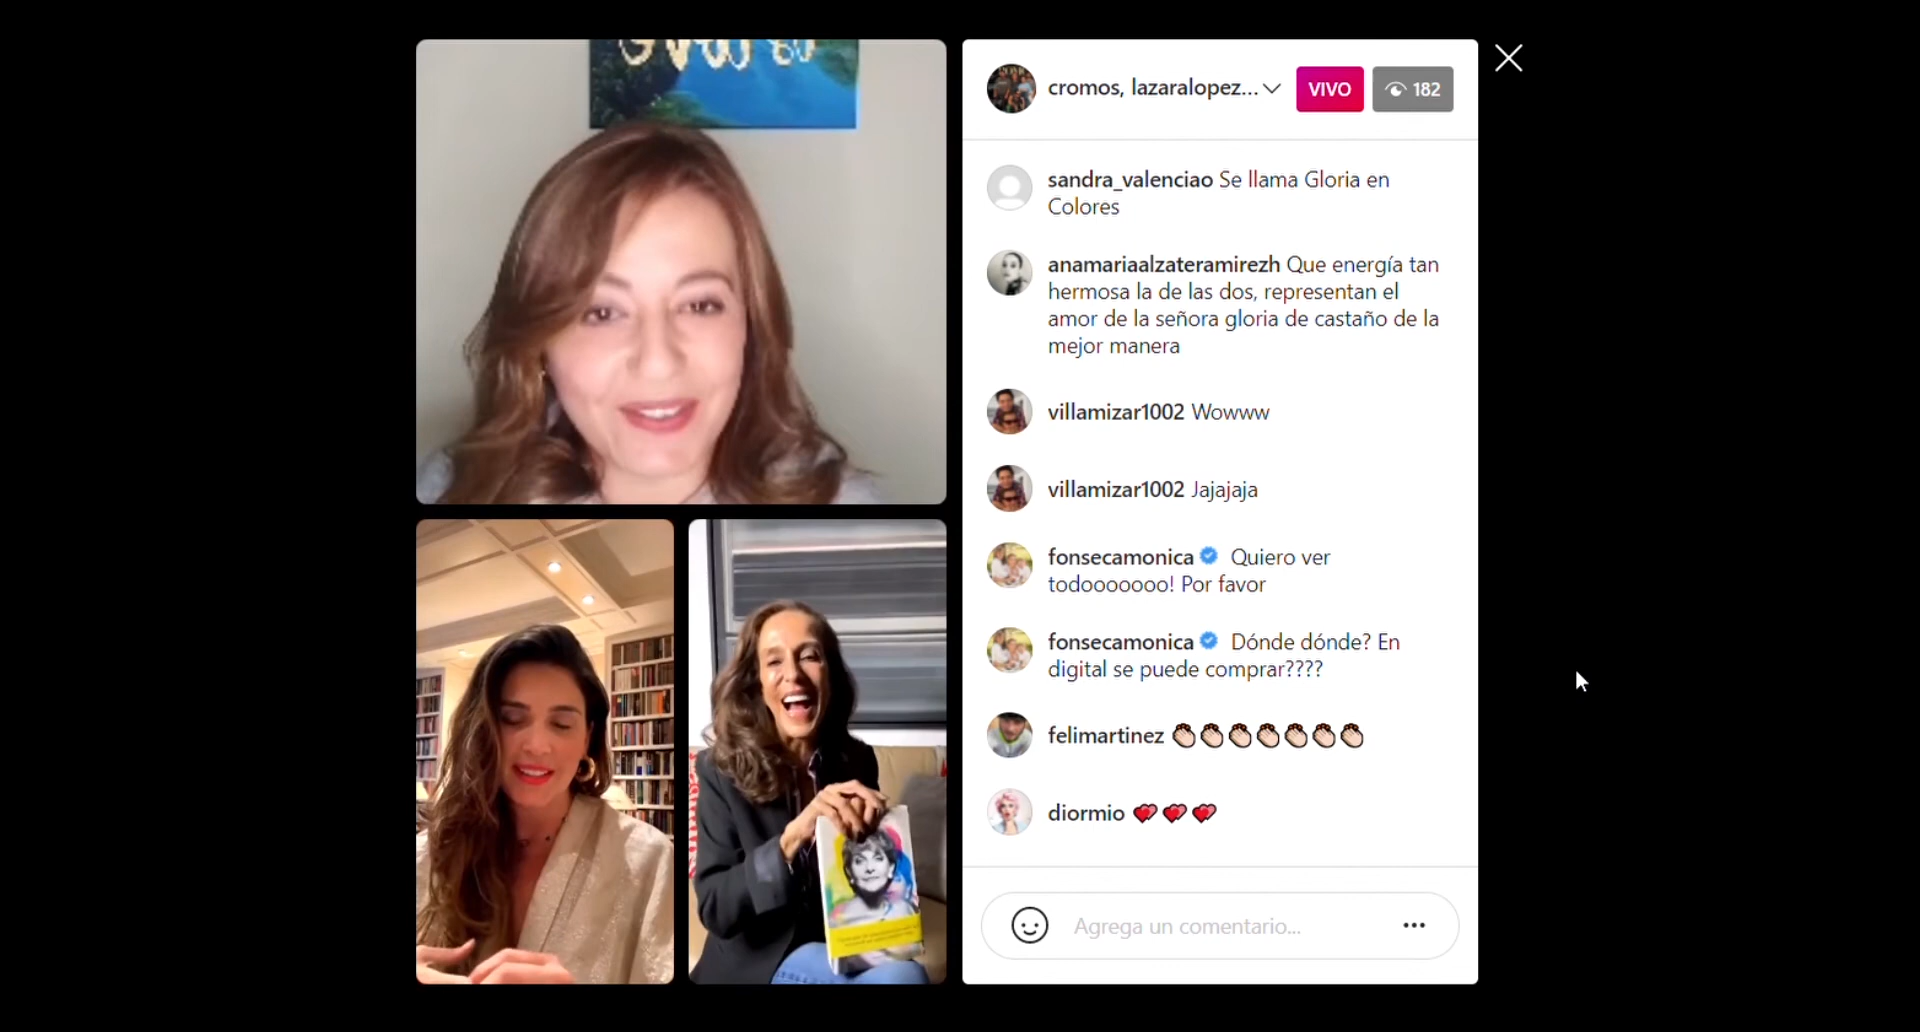 cromos, lazaralopez...
VIVO
182
sandra_valenciao Se llama Gloria en
Colores
anamariaalzateramirezh Que energía tan
hermosa la de las dos, representan el
amor de la señora gloria de castaño de la
mejor manera
villamizar1002 Wowww
villamizar1002 Jajajaja
fonsecamonica Quiero ver
todooooooo! Por favor
fonsecamonica Dónde dónde? En
digital se puede comprar????
felimartinez
diormio
Agrega un comentario...